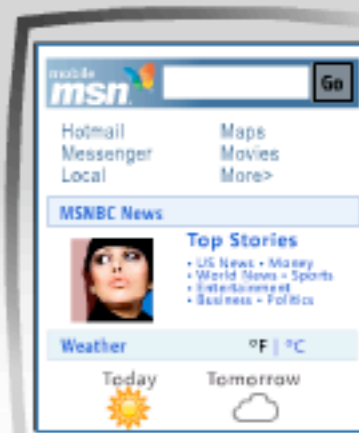 mobile
msn
Go
Hotmail Maps
Messenger Movies
Local More>
MSNBC News
Top Stories
• US News • Money
• World News • Sports
• Entertainment
• Business • Politics
Weather °F | °C
Today Tomorrow